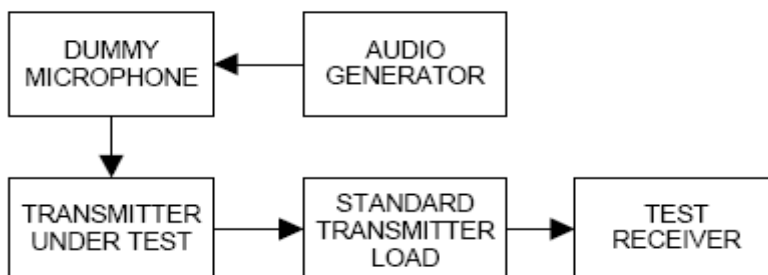 DUMMY
MICROPHONE
AUDIO
GENERATOR
TRANSMITTER
UNDER TEST
STANDARD
TRANSMITTER
LOAD
TEST
RECEIVER